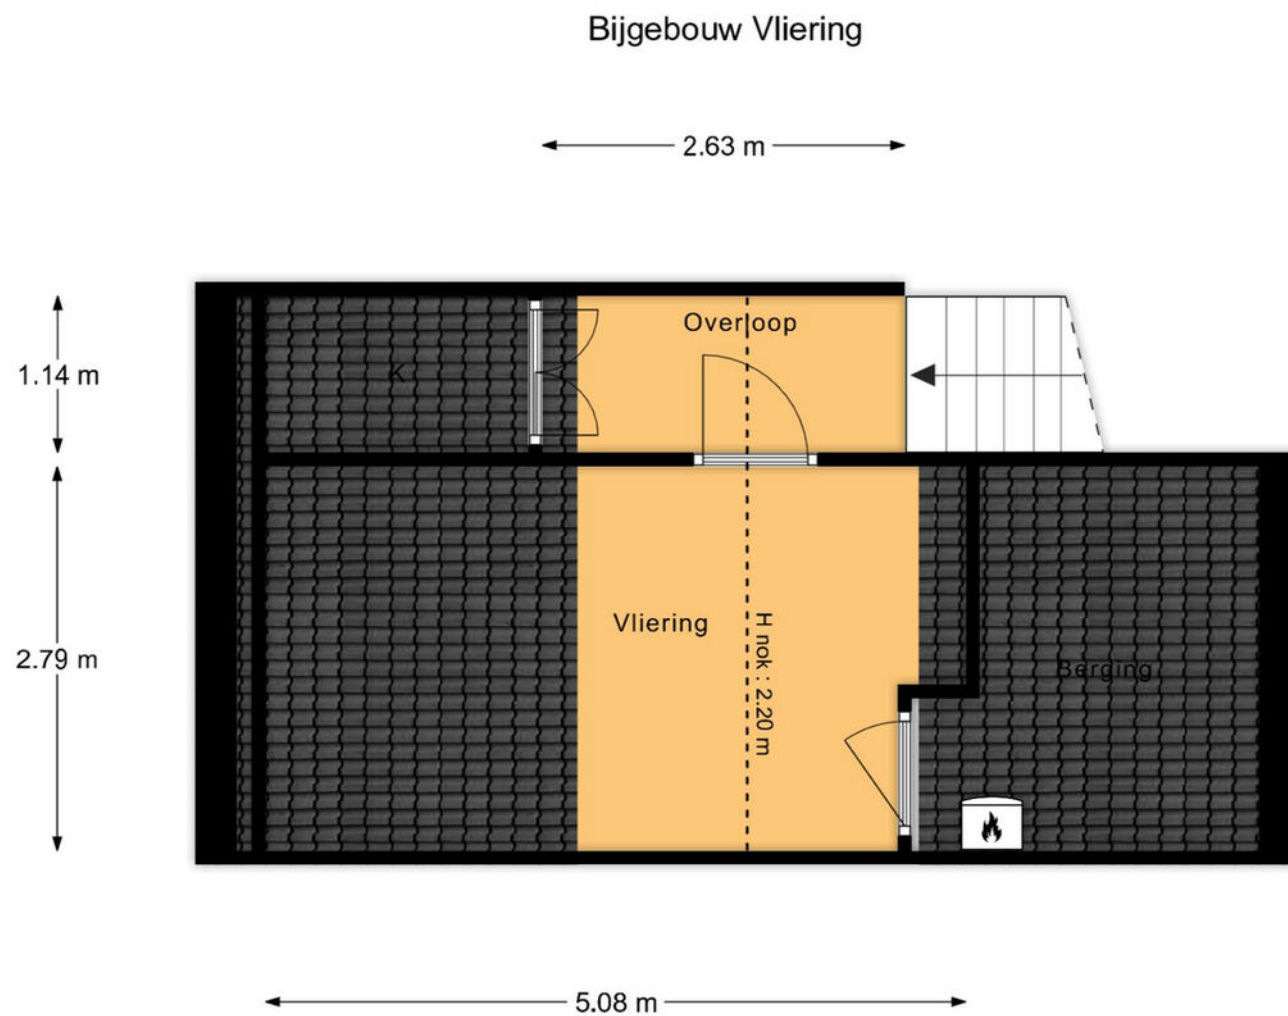 Bijgebouw Vliering
2.63 m
Overloop
1.14 m
K
Vliering
H nok : 2.20 m
2.79 m
Berging
5.08 m